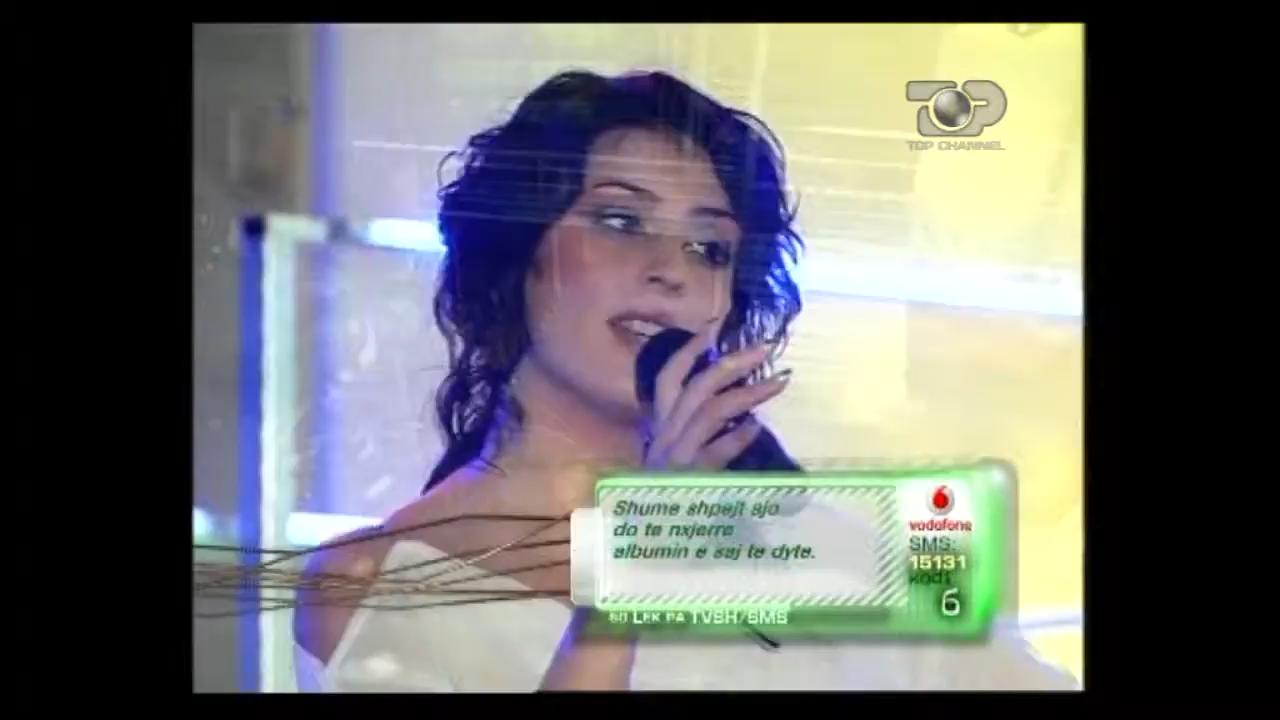 TOP CHANNEL
Shume shpejt ajo
do te nxjerre
albumin e saj te dyte.
vodafone
SMS:
15131
kodi
6
60 LEK PA TVSH/SMS